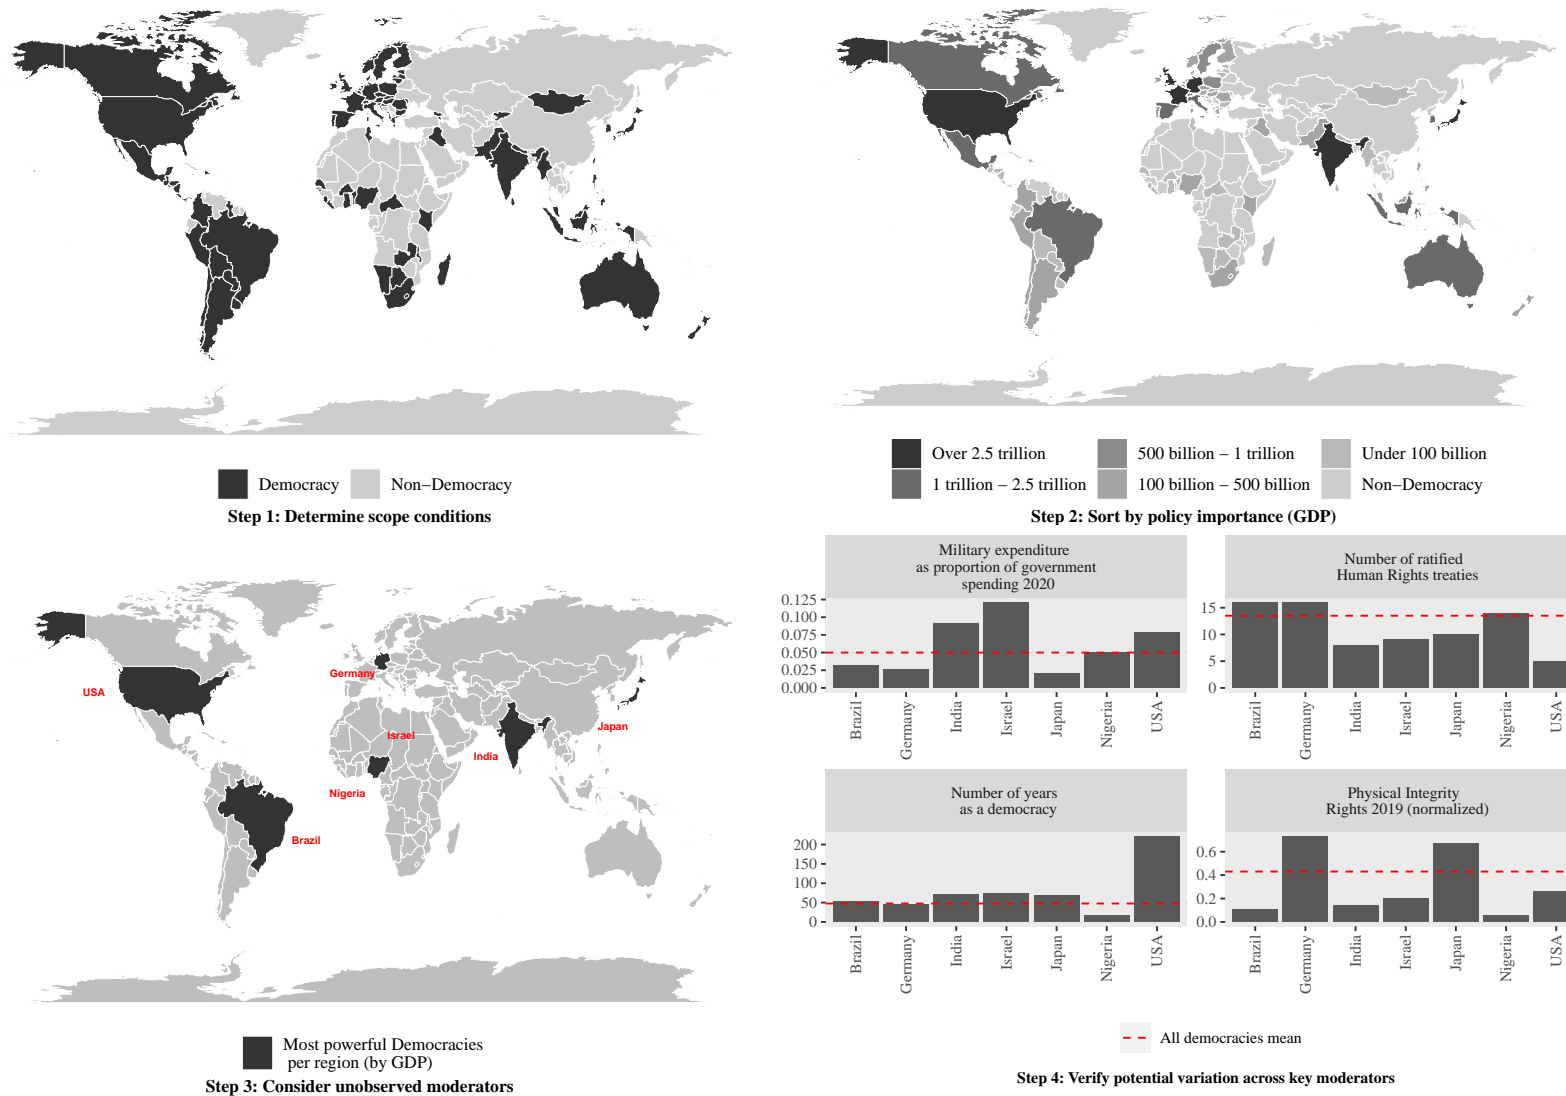 Democracy
Non−Democracy
Step 1: Determine scope conditions
Over 2.5 trillion
500 billion − 1 trillion
Under 100 billion
1 trillion − 2.5 trillion
100 billion − 500 billion
Non−Democracy
Step 2: Sort by policy importance (GDP)
USA
Germany
Israel
Japan
India
Nigeria
Brazil
Most powerful Democracies
per region (by GDP)
Step 3: Consider unobserved moderators
Military expenditure
as proportion of government
spending 2020
0.125
0.100
0.075
0.050
0.025
0.000
Brazil
Germany
India
Israel
Japan
Nigeria
USA
Number of ratified
Human Rights treaties
15
10
5
0
Brazil
Germany
India
Israel
Japan
Nigeria
USA
Number of years
as a democracy
200
150
100
50
0
Brazil
Germany
India
Israel
Japan
Nigeria
USA
Physical Integrity
Rights 2019 (normalized)
0.6
0.4
0.2
0.0
Brazil
Germany
India
Israel
Japan
Nigeria
USA
All democracies mean
Step 4: Verify potential variation across key moderators